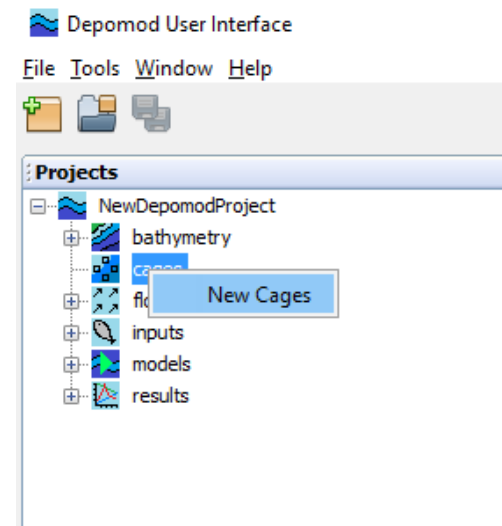 Depomod User Interface
File Tools Window Help
Projects
NewDepomodProject
bathymetry
cages
New Cages
inputs
models
results